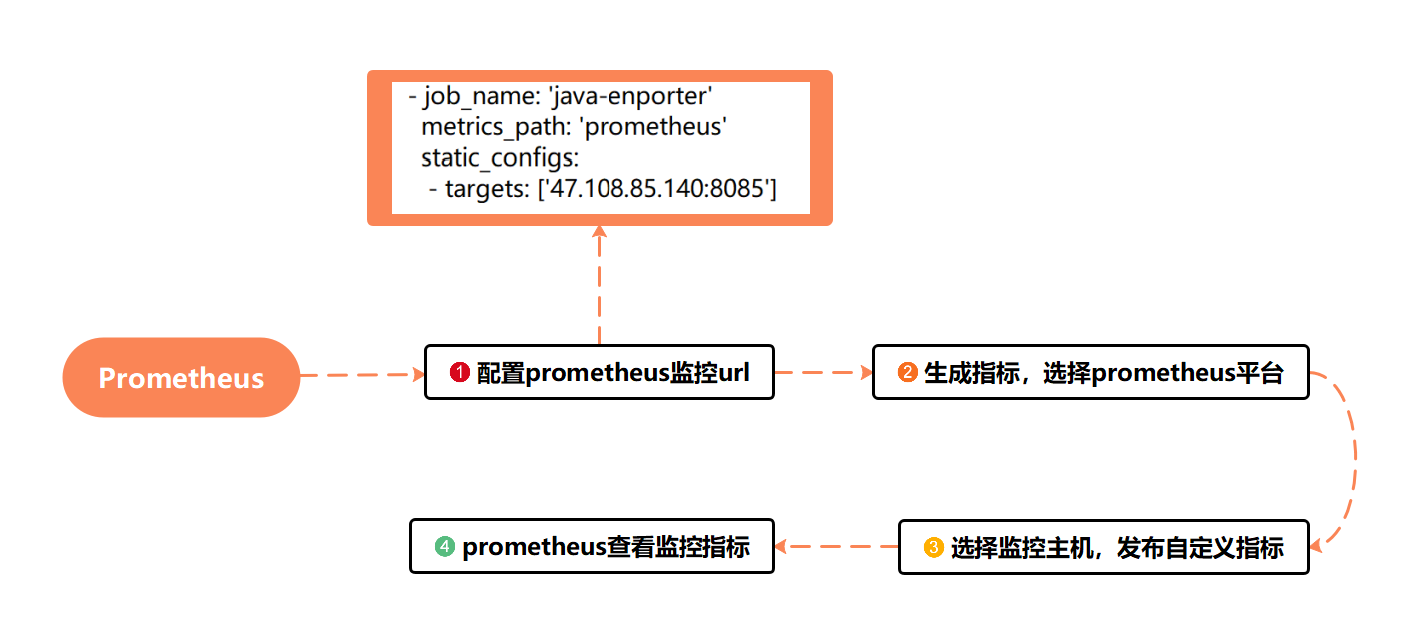 - job_name: 'java-enporter'
metrics_path: 'prometheus'
static_configs:
- targets: ['47.108.85.140:8085']
Prometheus
1 配置prometheus监控url
2 生成指标，选择prometheus平台
3 选择监控主机，发布自定义指标
4 prometheus查看监控指标